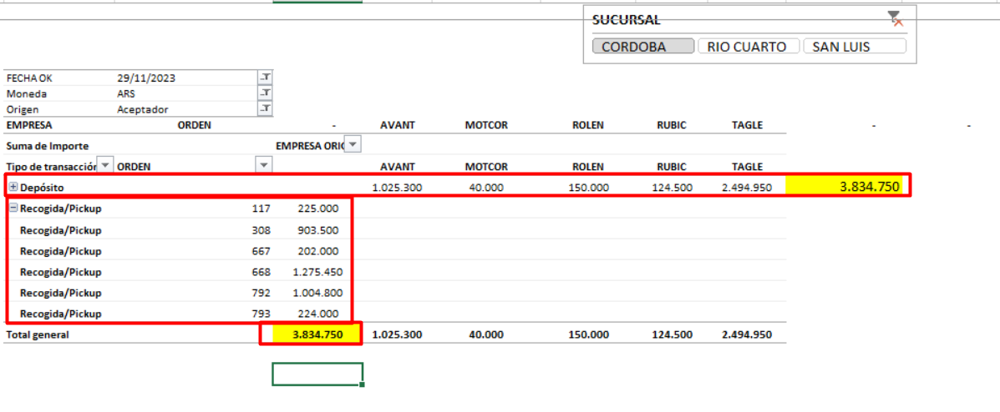 SUCURSAL
CORDOBA RIO CUARTO SAN LUIS
FECHA OK 29/11/2023
Moneda ARS
Origen Aceptador
EMPRESA ORDEN - AVANT MOTCOR ROLEN RUBIC TAGLE - -
Suma de Importe EMPRESA ORIG
Tipo de transacción ORDEN AVANT MOTCOR ROLEN RUBIC TAGLE
Depósito 1.025.300 40.000 150.000 124.500 2.494.950 3.834.750
Recogida/Pickup 117 225.000
Recogida/Pickup 308 903.500
Recogida/Pickup 667 202.000
Recogida/Pickup 668 1.275.450
Recogida/Pickup 792 1.004.800
Recogida/Pickup 793 224.000
Total general 3.834.750 1.025.300 40.000 150.000 124.500 2.494.950